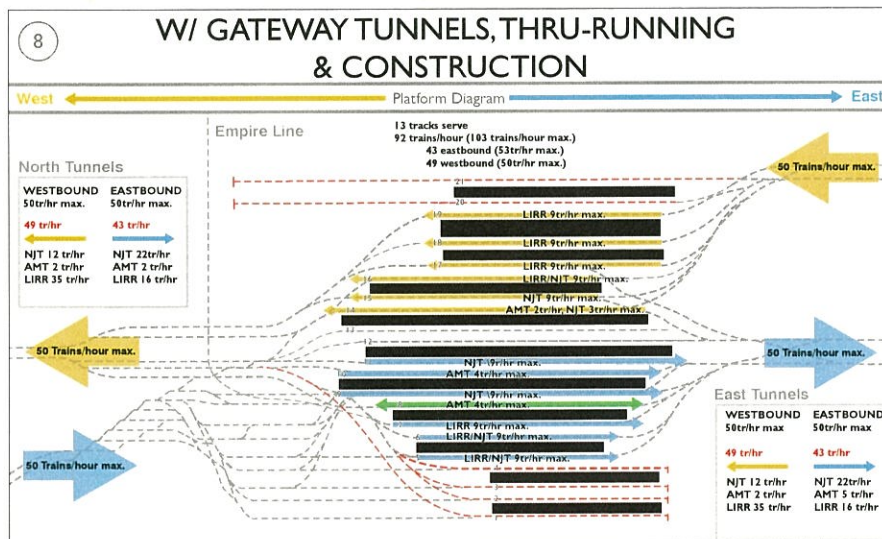 8
W/ GATEWAY TUNNELS, THRU-RUNNING
& CONSTRUCTION
West
Platform Diagram
East
Empire Line
13 tracks serve
92 trains/hour (103 trains/hour max.)
43 eastbound (53tr/hr max.)
49 westbound (50tr/hr max.)
North Tunnels
WESTBOUND EASTBOUND
50tr/hr max. 50tr/hr max.
49 tr/hr 43 tr/hr
NJT 12 tr/hr NJT 22tr/hr
AMT 2 tr/hr AMT 2 tr/hr
LIRR 35 tr/hr LIRR 16 tr/hr
50 Trains/hour max.
50 Trains/hour max.
50 Trains/hour max.
50 Trains/hour max.
21
20
19 LIRR 9tr/hr max.
18 LIRR 9tr/hr max.
17 LIRR 9tr/hr max.
16 LIRR/NJT 9tr/hr max.
15 NJT 9tr/hr max.
14 AMT 2tr/hr, NJT 3tr/hr max.
13
12
NJT \9r/hr max.
10 AMT 4tr/hr max.
NJT \9r/hr max.
AMT 4tr/hr max.
LIRR 9tr/hr max.
LIRR/NJT 9tr/hr max.
LIRR/NJT 9tr/hr max.
East Tunnels
WESTBOUND EASTBOUND
50tr/hr max 50tr/hr max
49 tr/hr 43 tr/hr
NJT 12 tr/hr NJT 22tr/hr
AMT 2 tr/hr AMT 5 tr/hr
LIRR 35 tr/hr LIRR 16 tr/hr